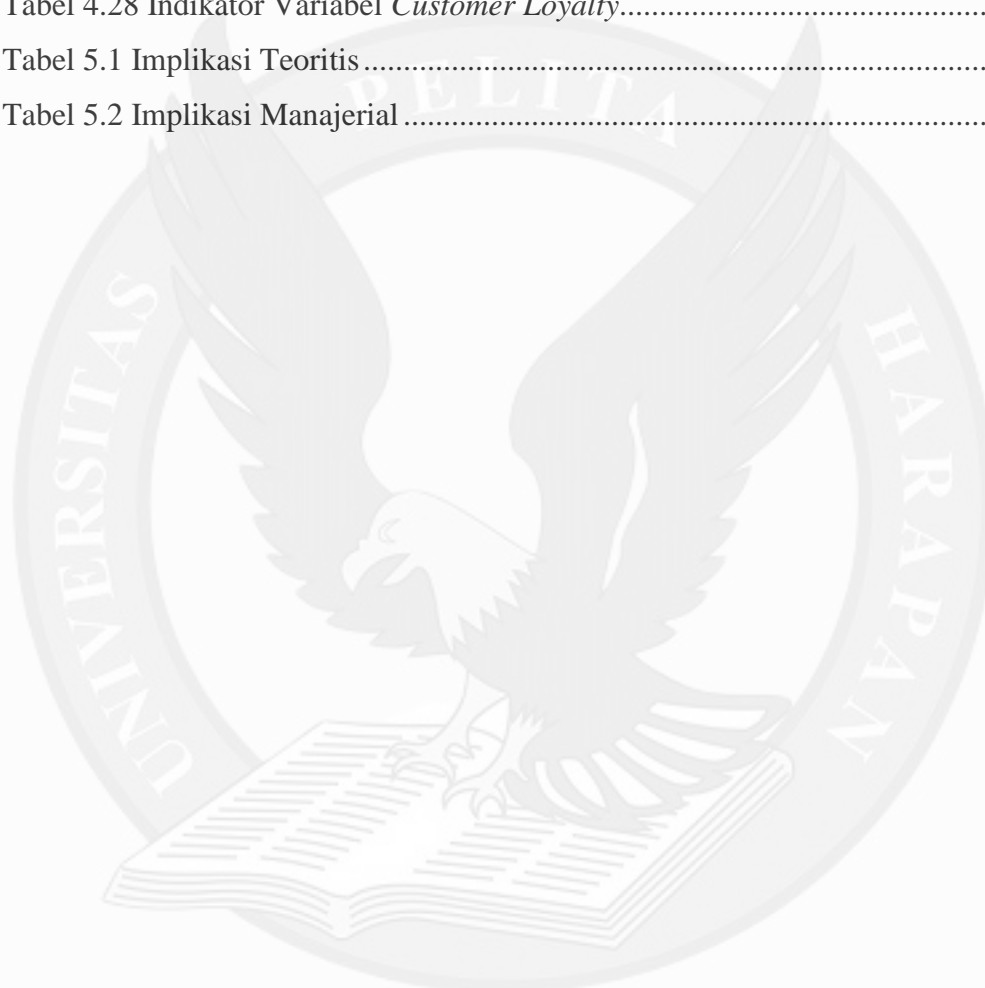 Tabel 4.28 Indikator Variabel Customer Loyalty....................................................
Tabel 5.1 Implikasi Teoritis...................................................................................
Tabel 5.2 Implikasi Manajerial..............................................................................
UNIVERSITAS PELITA HARAPAN